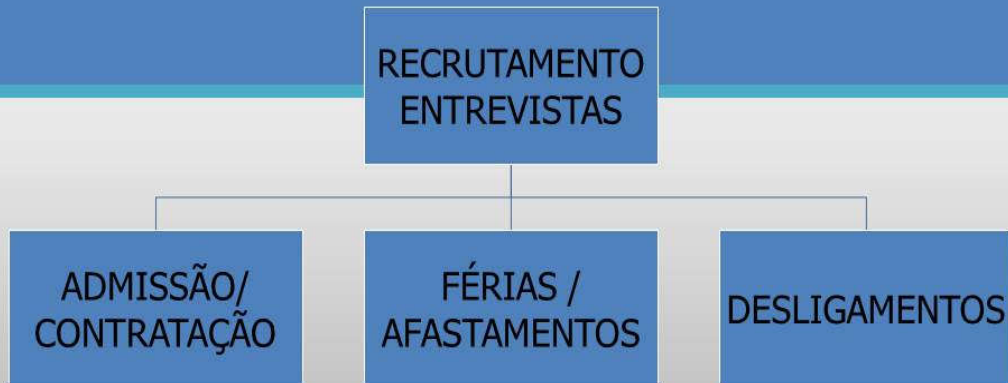 RECRUTAMENTO
ENTREVISTAS
ADMISSÃO/
CONTRATAÇÃO
FÉRIAS /
AFASTAMENTOS
DESLIGAMENTOS